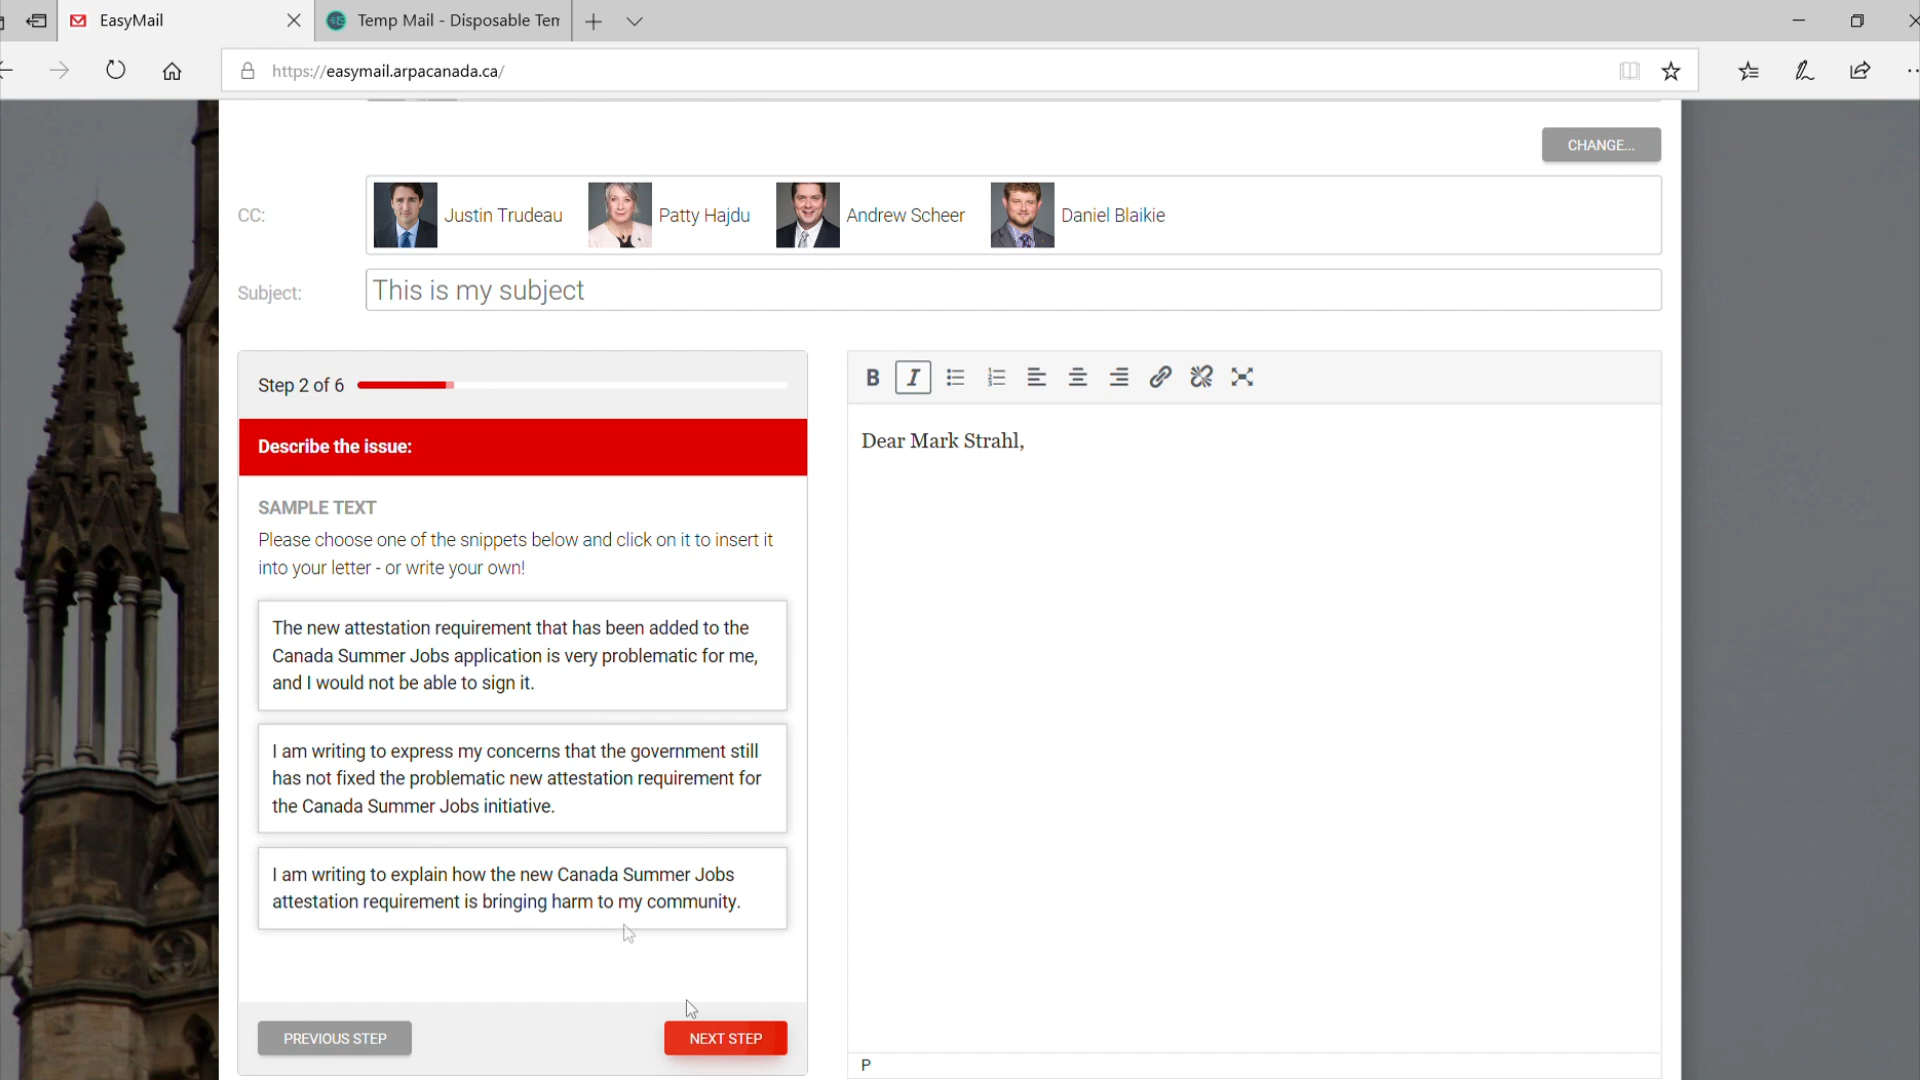 EasyMail
Temp Mail - Disposable Tem
https://easymail.arpacanada.ca/
CHANGE...
CC:
Justin Trudeau
Patty Hajdu
Andrew Scheer
Daniel Blaikie
Subject:
This is my subject
Step 2 of 6
Describe the issue:
SAMPLE TEXT
Please choose one of the snippets below and click on it to insert it
into your letter - or write your own!
The new attestation requirement that has been added to the
Canada Summer Jobs application is very problematic for me,
and I would not be able to sign it.
I am writing to express my concerns that the government still
has not fixed the problematic new attestation requirement for
the Canada Summer Jobs initiative.
I am writing to explain how the new Canada Summer Jobs
attestation requirement is bringing harm to my community.
PREVIOUS STEP
NEXT STEP
B I
Dear Mark Strahl,
P